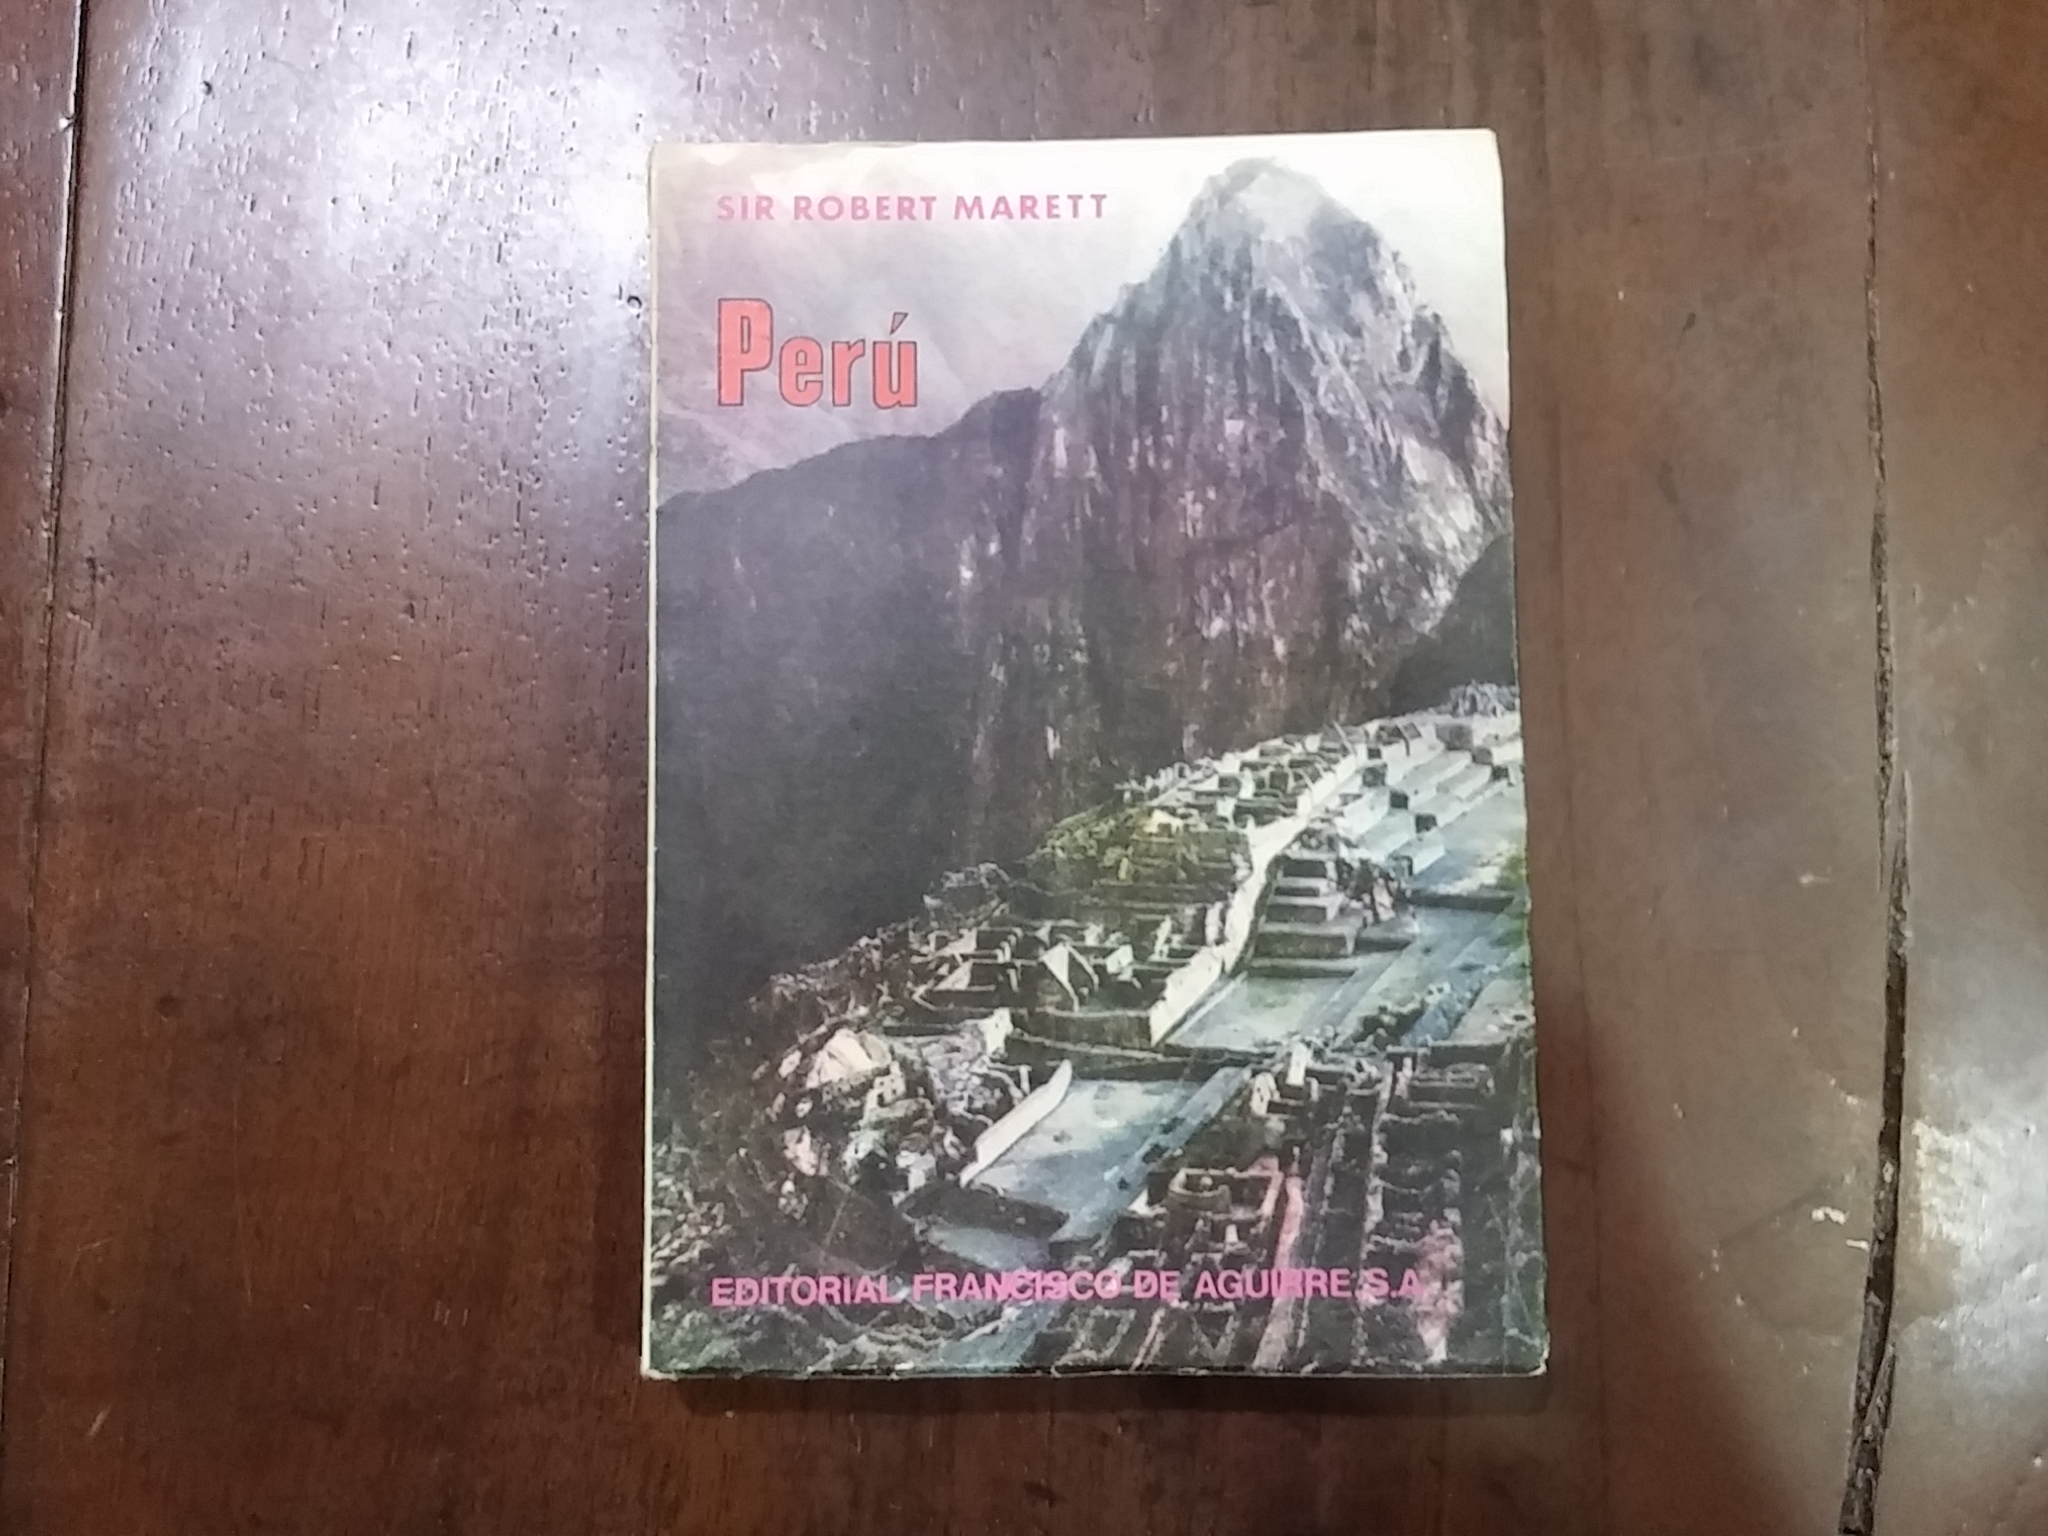 SIR ROBERT MARETT
Perú
EDITORIAL FRANCISCO DE AGUIRRE, S.A.